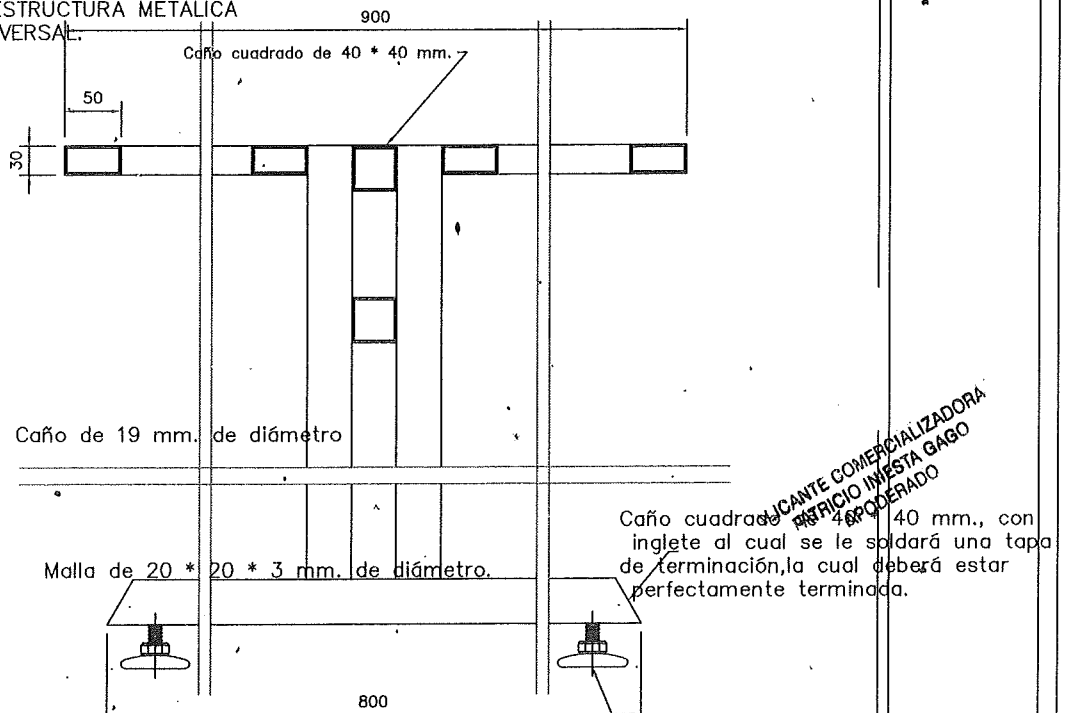 ESTRUCTURA METALICA
VERSAL.
900
Caño cuadrado de 40 * 40 mm.
50
30
Caño de 19 mm. de diámetro
LICANTE COMERCIALIZADORA
PATRICIO INIESTA GAGO
APODERADO
Caño cuadrado de 40 * 40 mm., con
inglete al cual se le soldará una tapa
de terminación,la cual deberá estar
perfectamente terminada.
Malla de 20 * 20 * 3 mm. de diámetro.
800